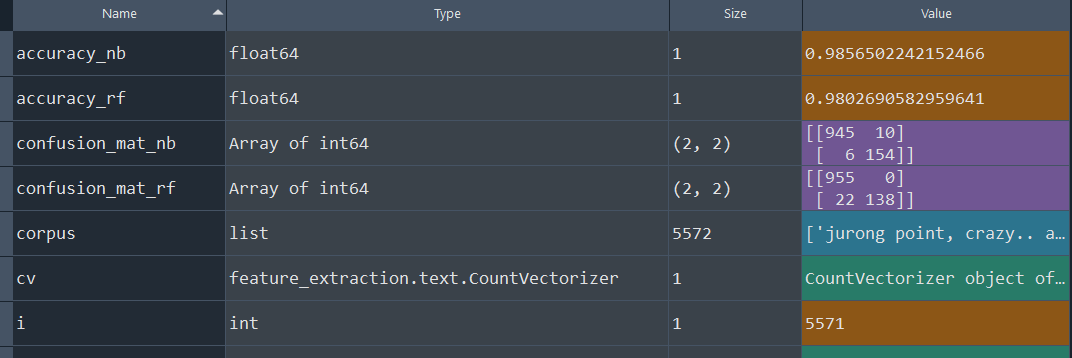 Name Type Size Value
accuracy_nb float64 1 0.9856502242152466
accuracy_rf float64 1 0.9802690582959641
confusion_mat_nb Array of int64 (2, 2) [[945  10]
 [  6 154]]
confusion_mat_rf Array of int64 (2, 2) [[955   0]
 [ 22 138]]
corpus list 5572 ['jurong point, crazy.. a…
cv feature_extraction.text.CountVectorizer 1 CountVectorizer object of…
i int 1 5571